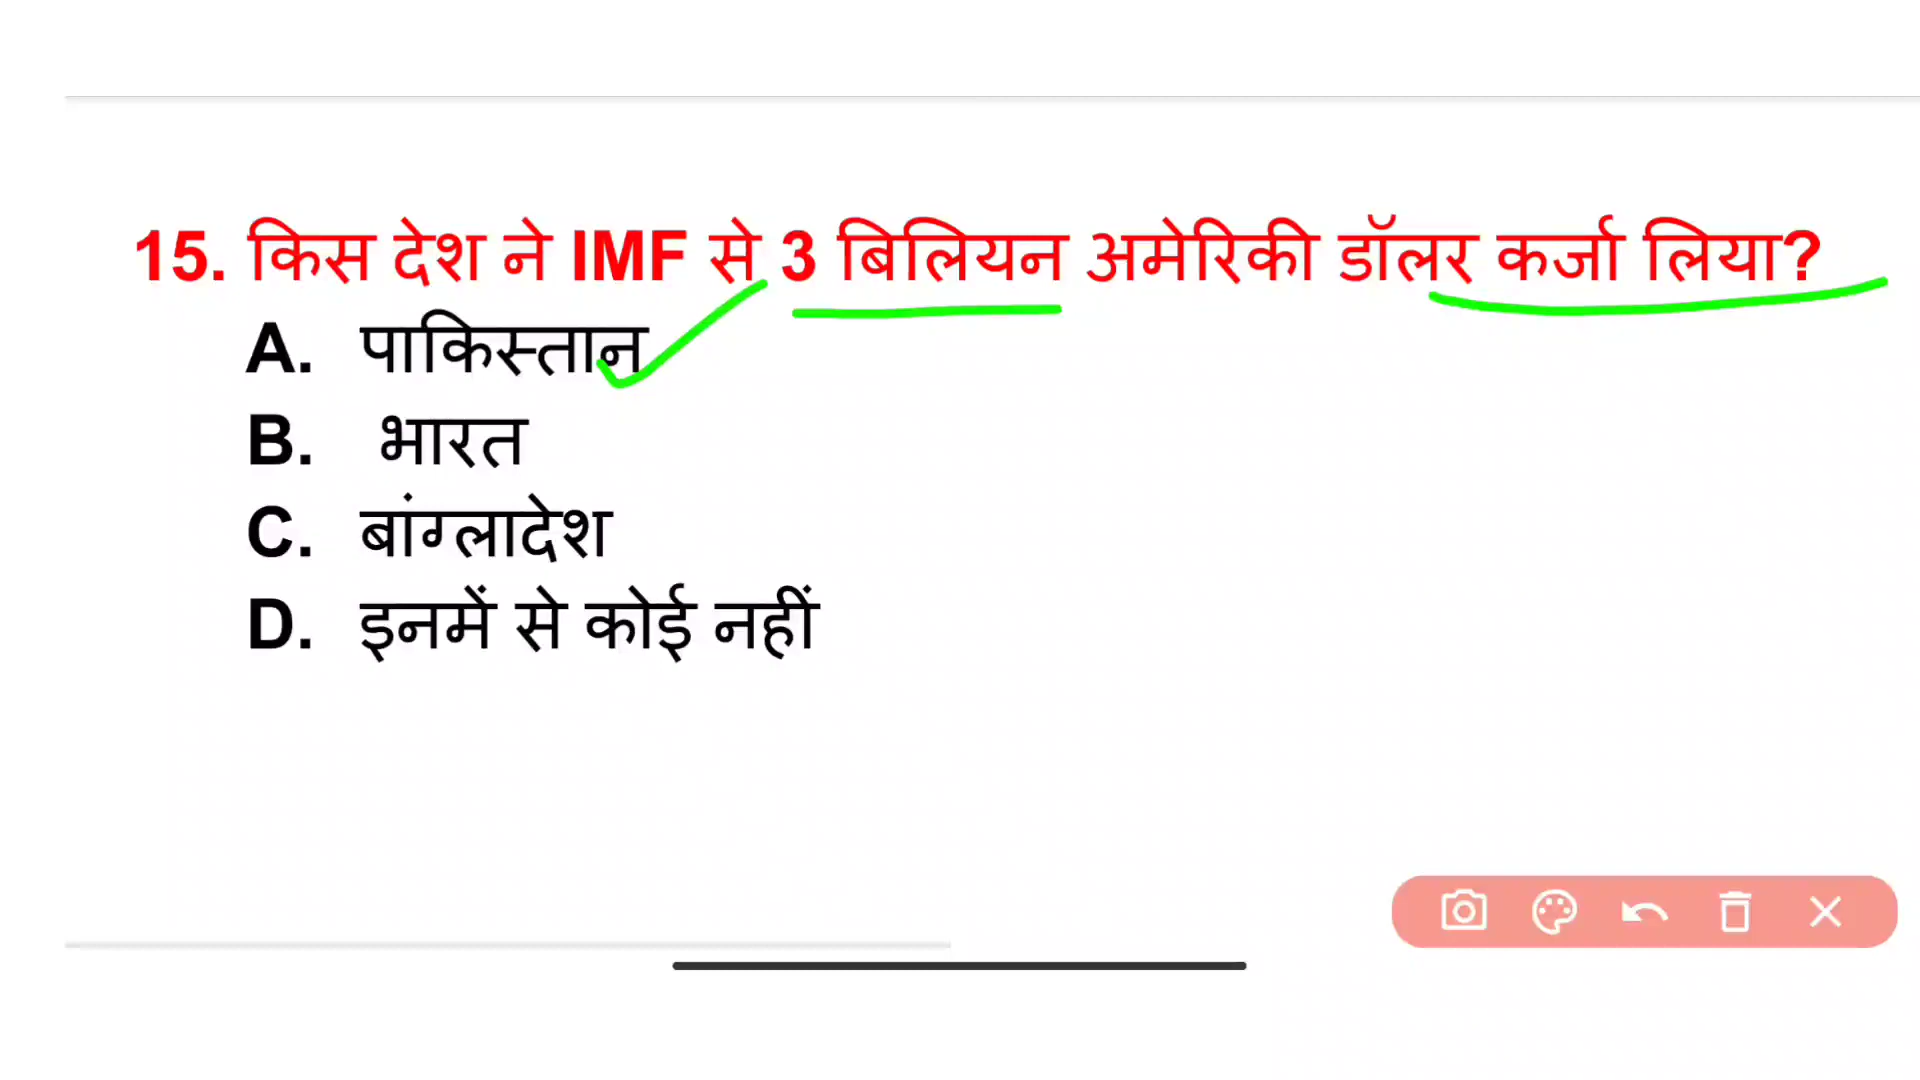 15. किस देश ने IMF से 3 बिलियन अमेरिकी डॉलर कर्जा लिया?
A. पाकिस्तान
B. भारत
C. बांग्लादेश
D. इनमें से कोई नहीं